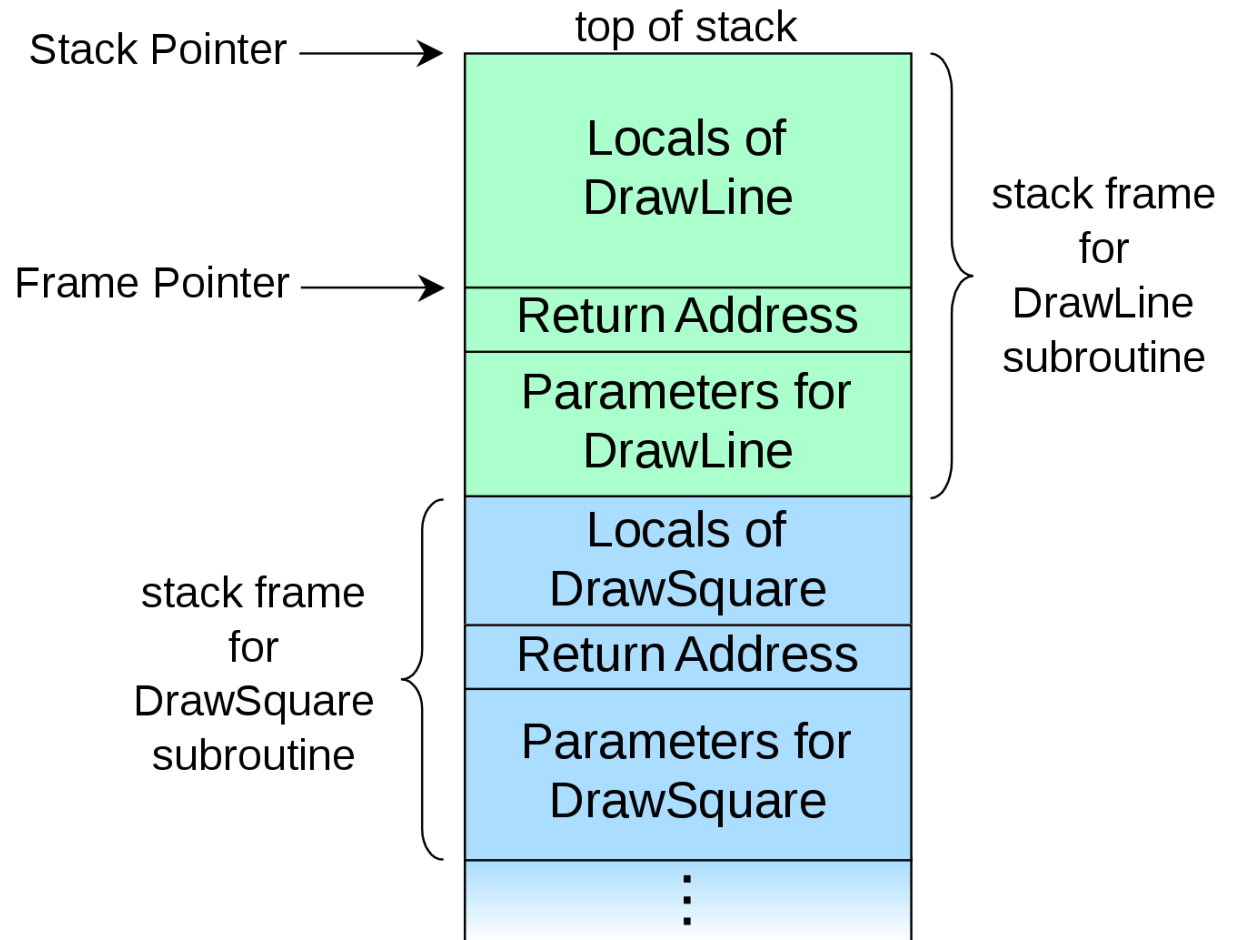 top of stack
Stack Pointer
Locals of
DrawLine
stack frame
for
DrawLine
subroutine
Frame Pointer
Return Address
Parameters for
DrawLine
Locals of
DrawSquare
stack frame
for
DrawSquare
subroutine
Return Address
Parameters for
DrawSquare
⋮